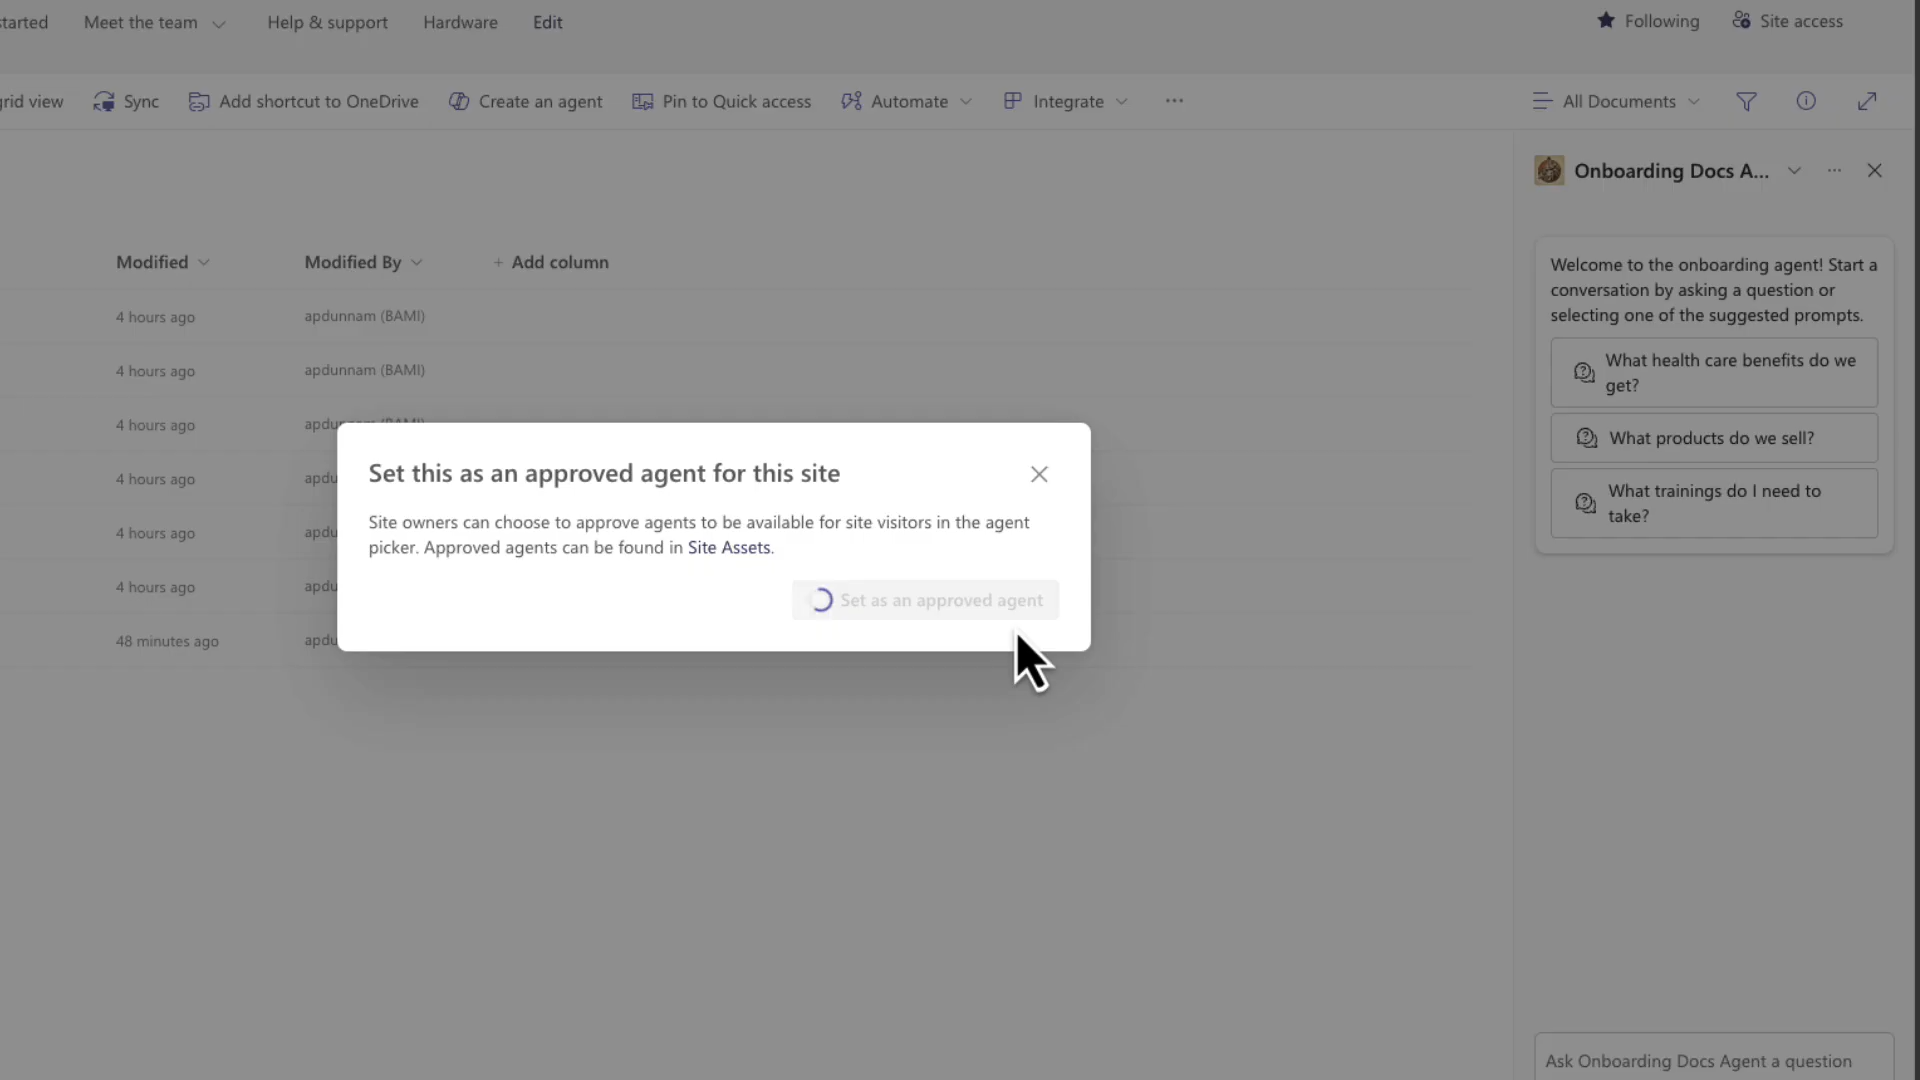 started Meet the team Help & support Hardware Edit Following Site access
grid view Sync Add shortcut to OneDrive Create an agent Pin to Quick access Automate Integrate ... All Documents
Onboarding Docs A... ...
Modified Modified By + Add column
4 hours ago apdunnam (BAMI)
4 hours ago apdunnam (BAMI)
4 hours ago apdunnam (BAMI)
4 hours ago apdu
4 hours ago apdu
4 hours ago apdu
48 minutes ago apdu
Set this as an approved agent for this site
Site owners can choose to approve agents to be available for site visitors in the agent
picker. Approved agents can be found in Site Assets.
Set as an approved agent
Welcome to the onboarding agent! Start a
conversation by asking a question or
selecting one of the suggested prompts.
What health care benefits do we
get?
What products do we sell?
What trainings do I need to
take?
Ask Onboarding Docs Agent a question